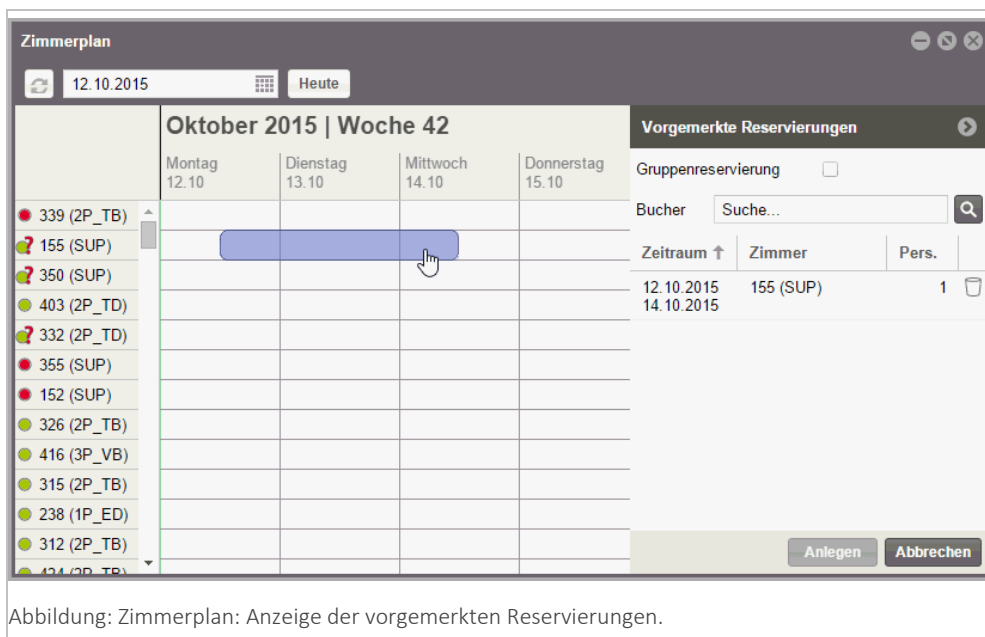 Zimmerplan
12.10.2015 Heute
Oktober 2015 | Woche 42
Montag Dienstag Mittwoch Donnerstag
12.10 13.10 14.10 15.10
339 (2P_TB)
155 (SUP)
350 (SUP)
403 (2P_TD)
332 (2P_TD)
355 (SUP)
152 (SUP)
326 (2P_TB)
416 (3P_VB)
315 (2P_TB)
238 (1P_ED)
312 (2P_TB)
424 (2P_TB)
Vorgemerkte Reservierungen
Gruppenreservierung
Bucher Suche...
Zeitraum Zimmer Pers.
12.10.2015 155 (SUP) 1
14.10.2015
Anlegen Abbrechen
Abbildung: Zimmerplan: Anzeige der vorgemerkten Reservierungen.